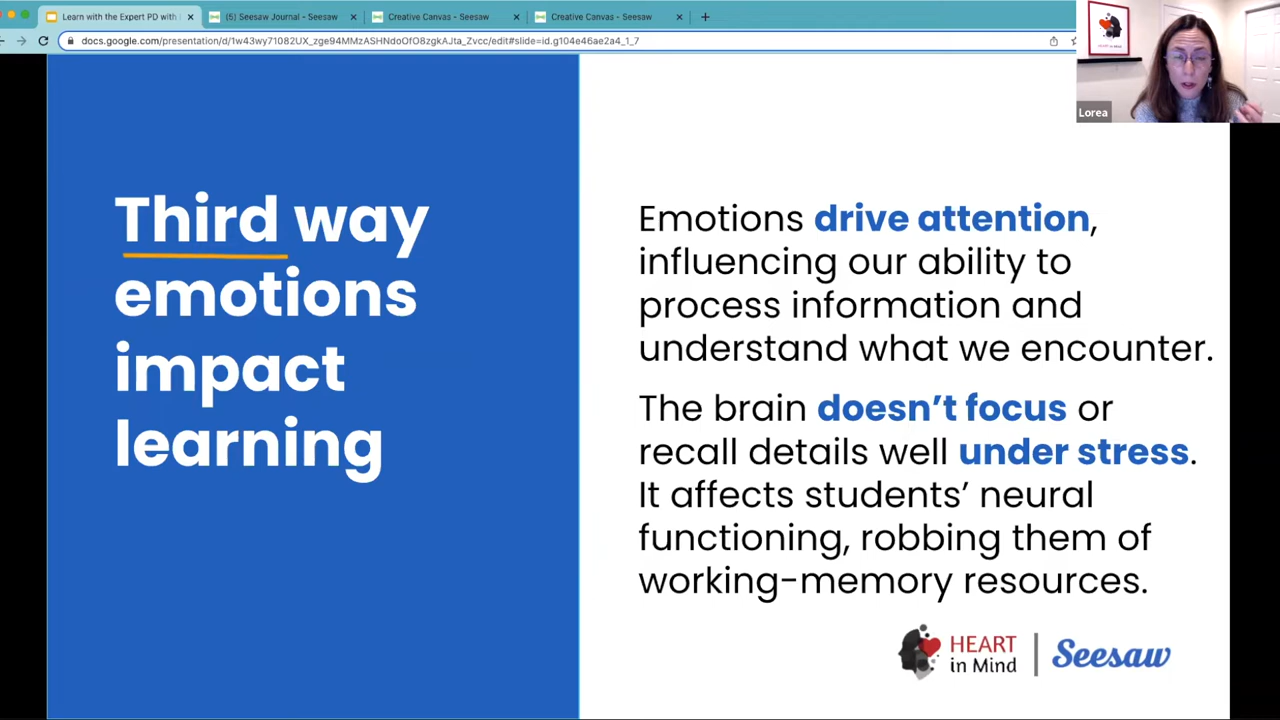 Learn with the Expert PD with
(5) Seesaw Journal - Seesaw
Creative Canvas - Seesaw
Creative Canvas - Seesaw
docs.google.com/presentation/d/1w43wy71082UX_zge94MMzASHNdoOfO8zgkAJta_Zvcc/edit#slide=id.g104e46ae2a4_1_7
HEART
in Mind
Lorea
Third way
emotions
impact
learning
Emotions drive attention,
influencing our ability to
process information and
understand what we encounter.
The brain doesn’t focus or
recall details well under stress.
It affects students’ neural
functioning, robbing them of
working-memory resources.
HEART
in Mind
Seesaw